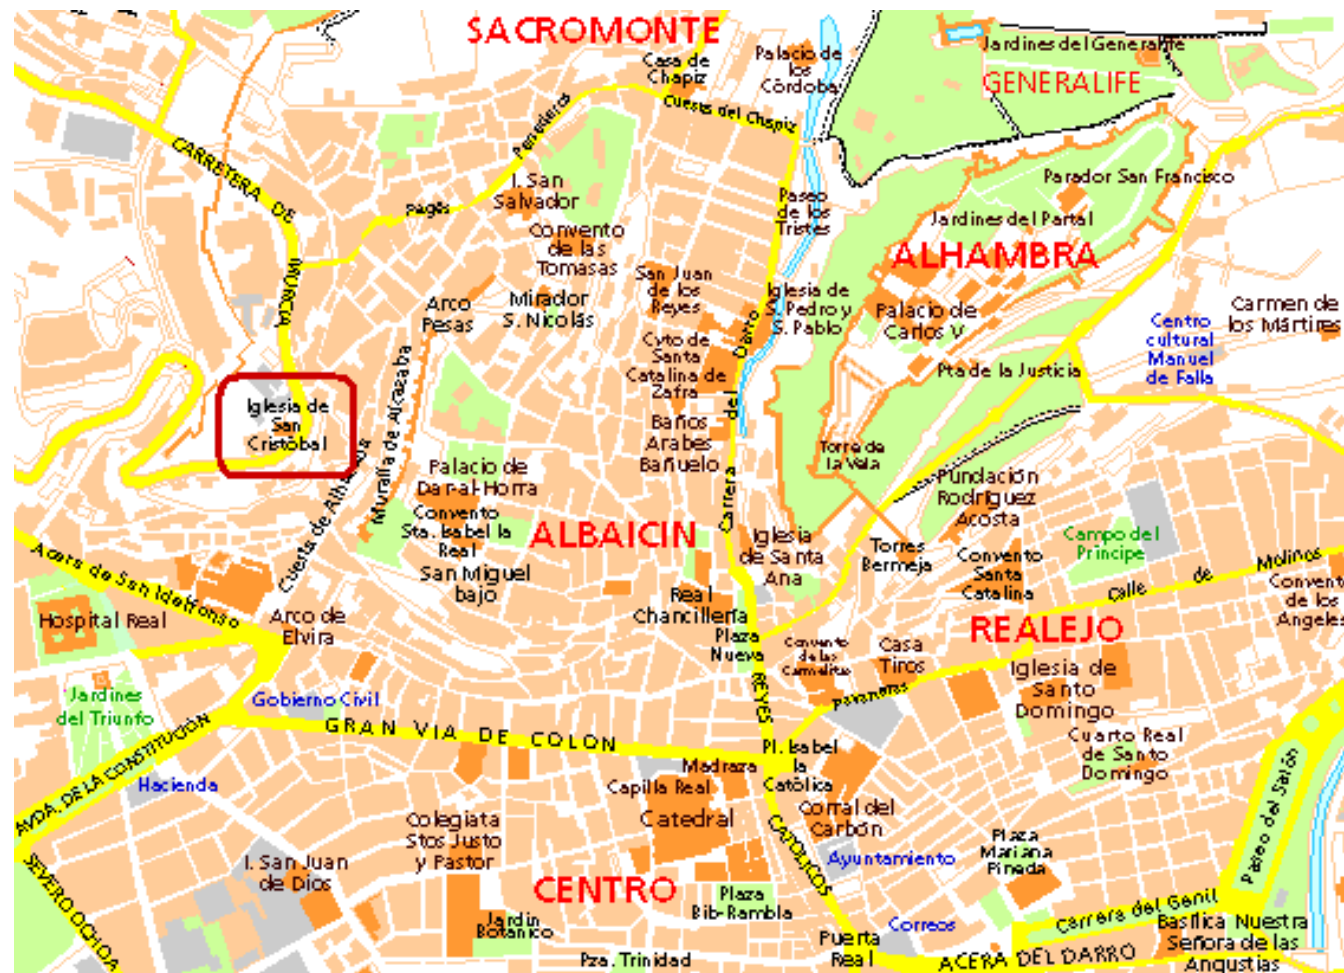 SACROMONTE
Casa de
Chapiz
Palacio de
los
Córdoba
Jardines del Generalife
GENERALIFE
Cuesta del Chapiz
CARRETERA DE
MURCIA
Pagés
I. San
Salvador
Convento
de las
Tomasas
Paseo
de los
Tristes
Parador San Francisco
Jardines del Partal
ALHAMBRA
Arco
Pesas
Mirador
S. Nicolás
San Juan
de los
Reyes
Iglesia de
S. Pedro y
S. Pablo
Palacio de
Carlos V
Carmen de
los Mártires
Centro
cultural
Manuel
de Falla
Cyto de
Santa
Catalina de
Zafra
Pta de la Justicia
Iglesia de
San
Cristóbal
Muralla de Alcazaba
Baños
Arabes
Bañuelo
Carrera del Darro
Torre de
la Vela
Palacio de
Dar-al-Horra
Fundación
Rodríguez
Acosta
Convento
Sta. Isabel la
Real
ALBAICIN
San Miguel
bajo
Iglesia
de Santa
Ana
Torres
Bermeja
Convento
Santa
Catalina
Campo del
Príncipe
Acera de San Ildelfonso
Real
Chancillería
Calle de Molinos
Convento
de los
Angeles
Hospital Real
Arco de
Elvira
Plaza
Nueva
Convento
de las
Carmelitas
Casa
Tiros
REALEJO
Jardines
del Triunfo
Gobierno Civil
Pavaneras
Iglesia de
Santo
Domingo
GRAN VIA DE COLON
REYES
CATOLICOS
Pl. Isabel
la
Católica
Cuarto Real
de Santo
Domingo
AVDA. DE LA CONSTITUCIÓN
Hacienda
Madraza
Capilla Real
Catedral
Corral del
Carbón
Paseo del Salón
Colegiata
Stos Justo
y Pastor
Plaza
Mariana
Pineda
Ayuntamiento
SEVERO OCHOA
I. San Juan
de Dios
CENTRO
Plaza
Bib-Rambla
Jardín
Botánico
Correos
Carrera del Genil
Pza. Trinidad
Puerta
Real
ACERA DEL DARRO
Basílica Nuestra
Señora de las
Angustias